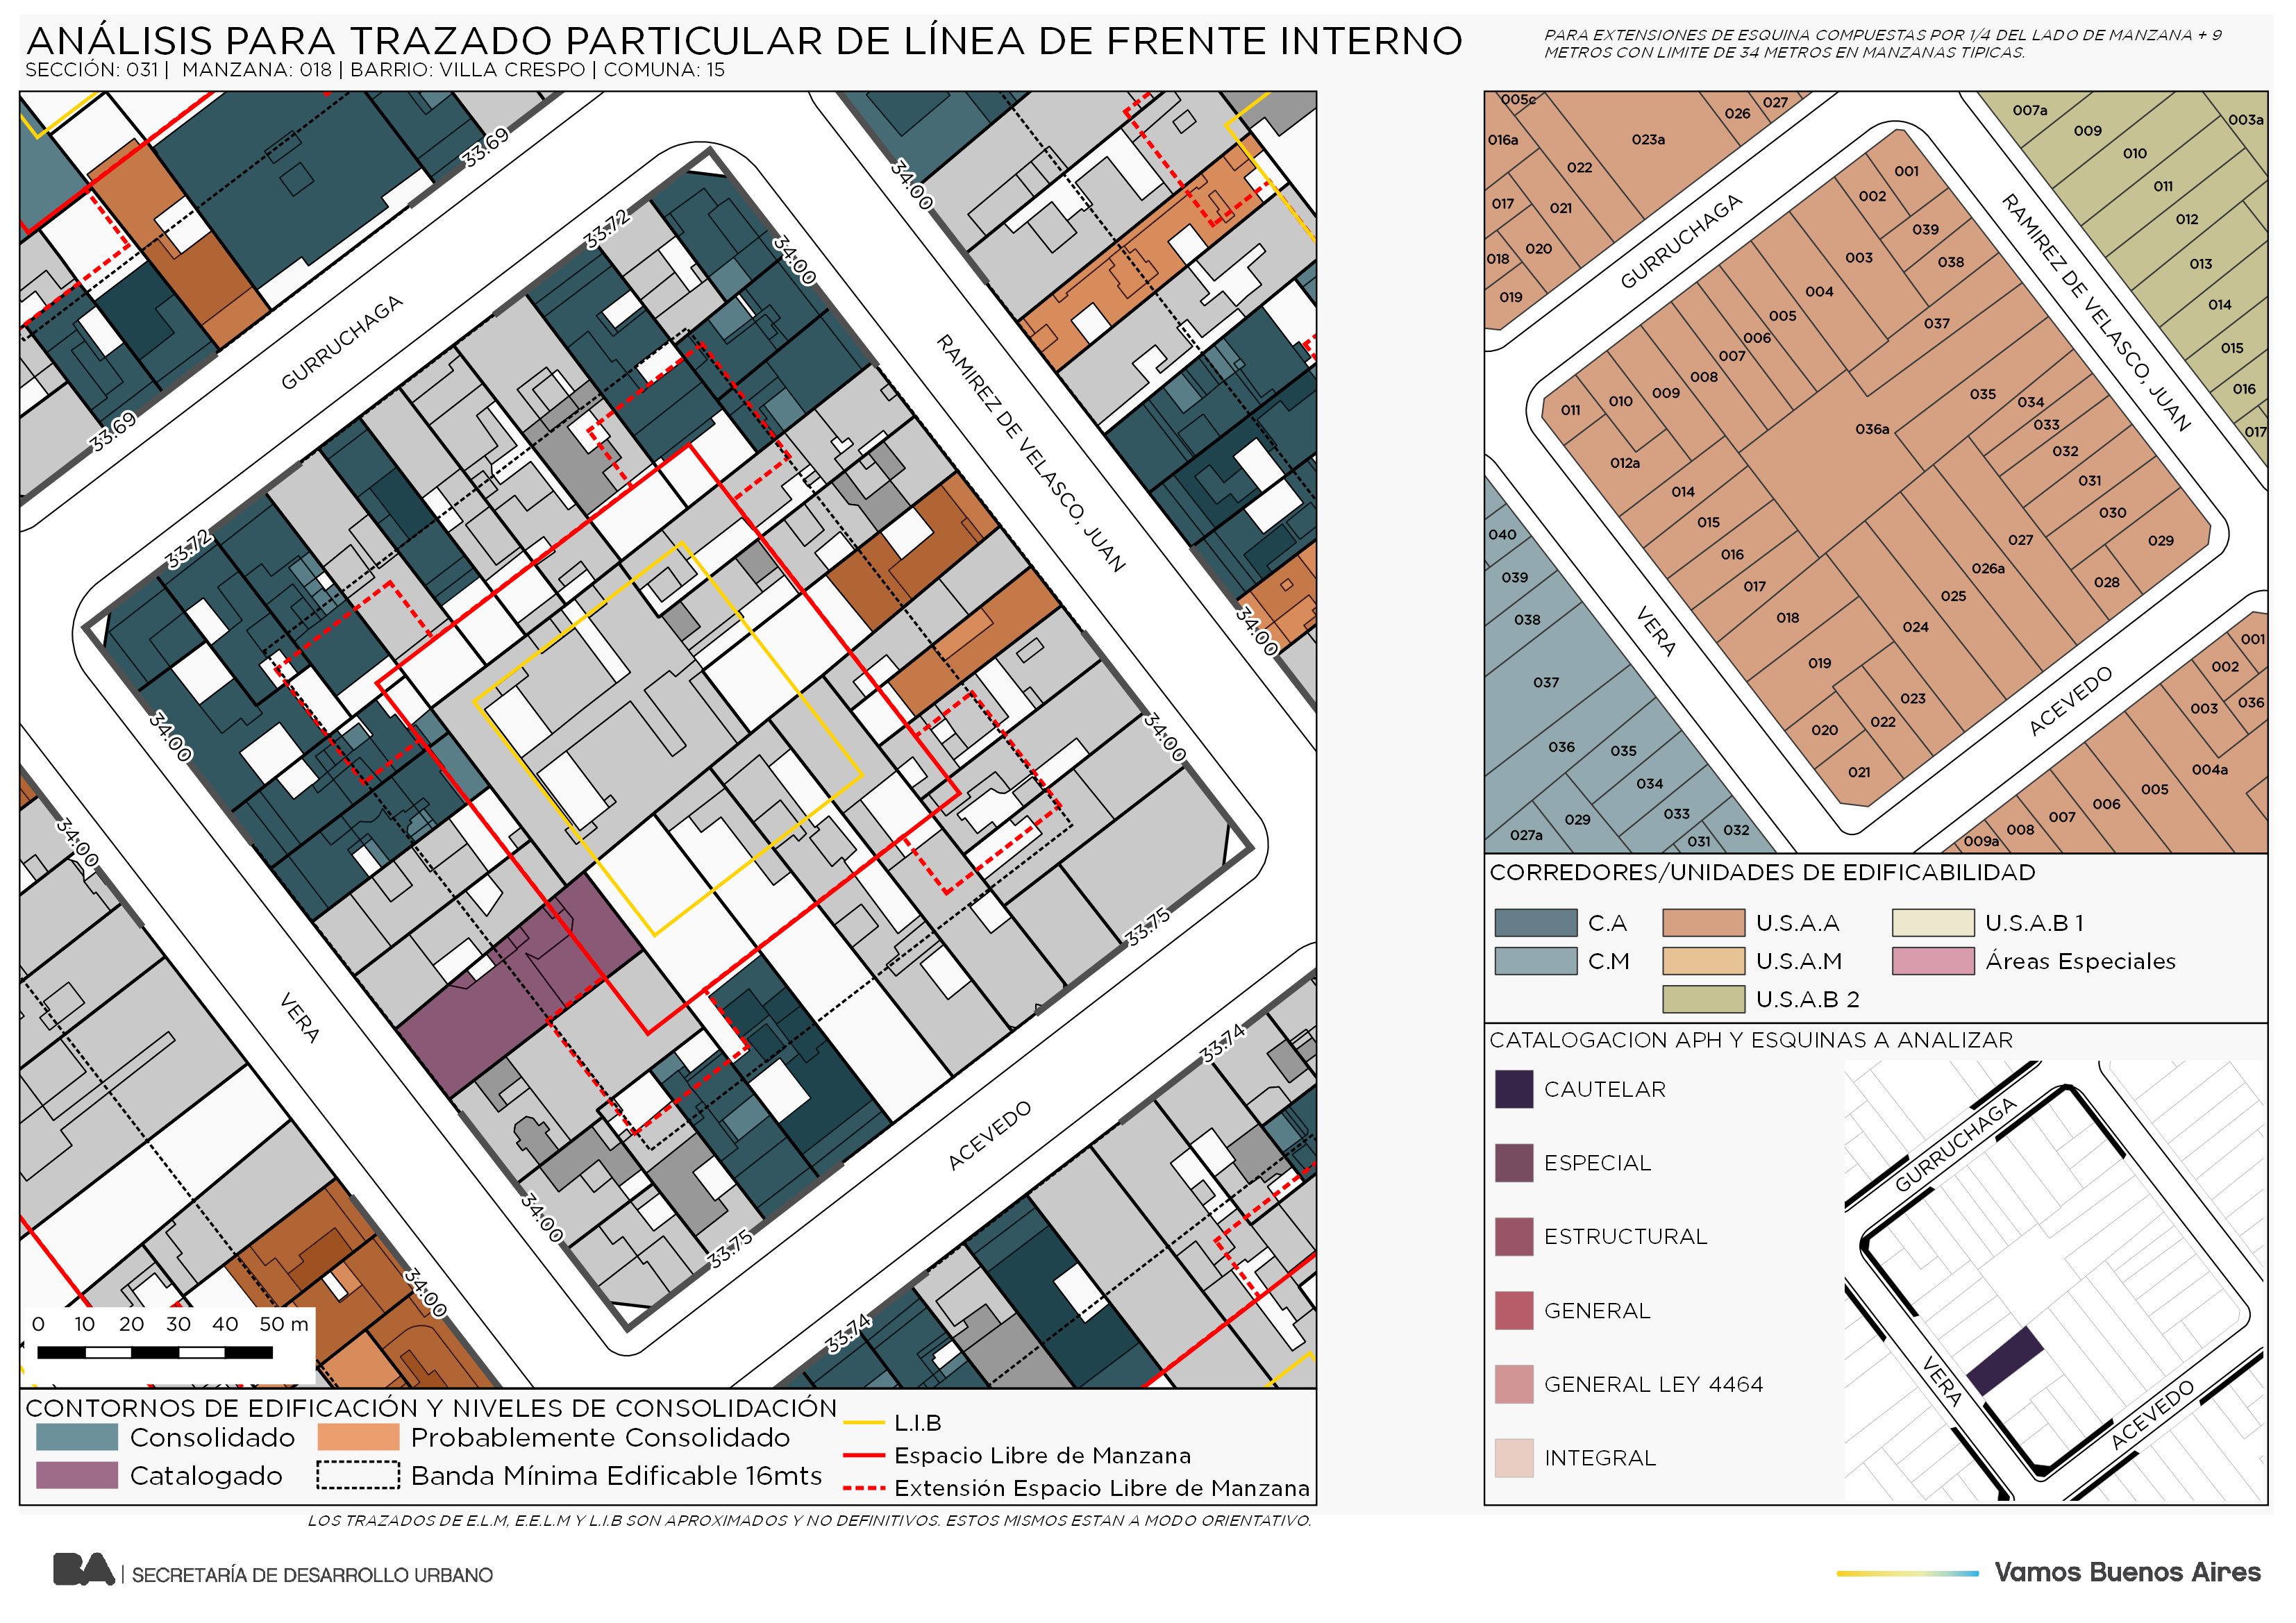 ANÁLISIS PARA TRAZADO PARTICULAR DE LÍNEA DE FRENTE INTERNO
SECCIÓN: 031 | MANZANA: 018 | BARRIO: VILLA CRESPO | COMUNA: 15
PARA EXTENSIONES DE ESQUINA COMPUESTAS POR 1/4 DEL LADO DE MANZANA + 9
METROS CON LIMITE DE 34 METROS EN MANZANAS TIPICAS.
33.69
33.69
33.72
33.72
34.00
34.00
34.00
34.00
34.00
34.00
34.00
34.00
33.75
33.75
33.74
33.74
GURRUCHAGA
RAMIREZ DE VELASCO, JUAN
VERA
ACEVEDO
0 10 20 30 40 50 m
CONTORNOS DE EDIFICACIÓN Y NIVELES DE CONSOLIDACIÓN
Consolidado
Probablemente Consolidado
Catalogado
Banda Mínima Edificable 16mts
L.I.B
Espacio Libre de Manzana
Extensión Espacio Libre de Manzana
LOS TRAZADOS DE E.L.M, E.E.L.M Y L.I.B SON APROXIMADOS Y NO DEFINITIVOS. ESTOS MISMOS ESTAN A MODO ORIENTATIVO.
005c
016a
017
018
019
020
021
022
023a
026
027
007a
009
003a
010
011
012
013
014
015
016
017
GURRUCHAGA
RAMIREZ DE VELASCO, JUAN
VERA
ACEVEDO
001
002
039
038
003
004
037
005
006
007
008
009
010
011
012a
014
015
016
017
018
019
020
021
022
023
024
025
026a
027
028
029
030
031
032
033
034
035
036a
040
039
038
037
036
035
034
033
032
031
029
027a
001
002
036
003
004a
005
006
007
008
009a
CORREDORES/UNIDADES DE EDIFICABILIDAD
C.A
U.S.A.A
U.S.A.B 1
C.M
U.S.A.M
Áreas Especiales
U.S.A.B 2
CATALOGACION APH Y ESQUINAS A ANALIZAR
CAUTELAR
ESPECIAL
ESTRUCTURAL
GENERAL
GENERAL LEY 4464
INTEGRAL
GURRUCHAGA
VERA
ACEVEDO
BA | SECRETARÍA DE DESARROLLO URBANO
Vamos Buenos Aires